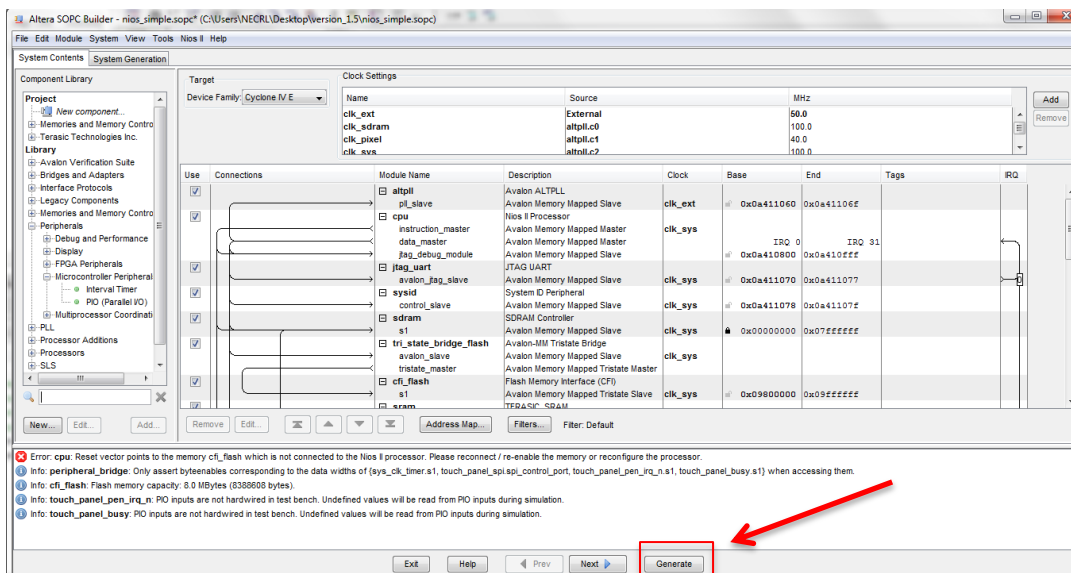 Altera SOPC Builder - nios_simple.sopc* (C:\Users\NECRL\Desktop\version_1.5\nios_simple.sopc)
File Edit Module System View Tools Nios II Help
System Contents System Generation
Component Library
Project
New component...
Memories and Memory Contro
Terasic Technologies Inc.
Library
Avalon Verification Suite
Bridges and Adapters
Interface Protocols
Legacy Components
Memories and Memory Contro
Peripherals
Debug and Performance
Display
FPGA Peripherals
Microcontroller Peripheral
Interval Timer
PIO (Parallel I/O)
Multiprocessor Coordinati
PLL
Processor Additions
Processors
SLS
New... Edit... Add...
Target
Device Family: Cyclone IV E
Clock Settings
Name Source MHz
clk_ext External 50.0
clk_sdram altpll.c0 100.0
clk_pixel altpll.c1 40.0
clk_sys altpll.c2 100.0
Add
Remove
Use Connections Module Name Description Clock Base End Tags IRQ
altpll Avalon ALTPLL
pll_slave Avalon Memory Mapped Slave clk_ext 0x0a411060 0x0a41106f
cpu Nios II Processor
instruction_master Avalon Memory Mapped Master clk_sys
data_master Avalon Memory Mapped Master IRQ 0 IRQ 31
jtag_debug_module Avalon Memory Mapped Slave 0x0a410800 0x0a410fff
jtag_uart JTAG UART
avalon_jtag_slave Avalon Memory Mapped Slave clk_sys 0x0a411070 0x0a411077
sysid System ID Peripheral
control_slave Avalon Memory Mapped Slave clk_sys 0x0a411078 0x0a41107f
sdram SDRAM Controller
s1 Avalon Memory Mapped Slave clk_sys 0x00000000 0x07ffffff
tri_state_bridge_flash Avalon-MM Tristate Bridge
avalon_slave Avalon Memory Mapped Slave clk_sys
tristate_master Avalon Memory Mapped Tristate Master
cfi_flash Flash Memory Interface (CFI)
s1 Avalon Memory Mapped Tristate Slave clk_sys 0x09800000 0x09ffffff
sram TERASIC_SRAM
Remove Edit... Address Map... Filters... Filter: Default
Error: cpu: Reset vector points to the memory cfi_flash which is not connected to the Nios II processor. Please reconnect / re-enable the memory or reconfigure the processor.
Info: peripheral_bridge: Only assert byteenables corresponding to the data widths of {sys_clk_timer.s1, touch_panel_spi.spi_control_port, touch_panel_pen_irq_n.s1, touch_panel_busy.s1} when accessing them.
Info: cfi_flash: Flash memory capacity: 8.0 MBytes (8388608 bytes).
Info: touch_panel_pen_irq_n: PIO inputs are not hardwired in test bench. Undefined values will be read from PIO inputs during simulation.
Info: touch_panel_busy: PIO inputs are not hardwired in test bench. Undefined values will be read from PIO inputs during simulation.
Exit Help Prev Next Generate